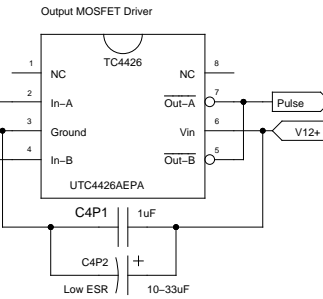 Output MOSFET Driver
TC4426
1 NC NC 8
2 In-A Out-A 7 Pulse
3 Ground Vin 6 V12+
4 In-B Out-B 5
UTC4426AEPA
C4P1 1uF
C4P2 +
Low ESR 10-33uF